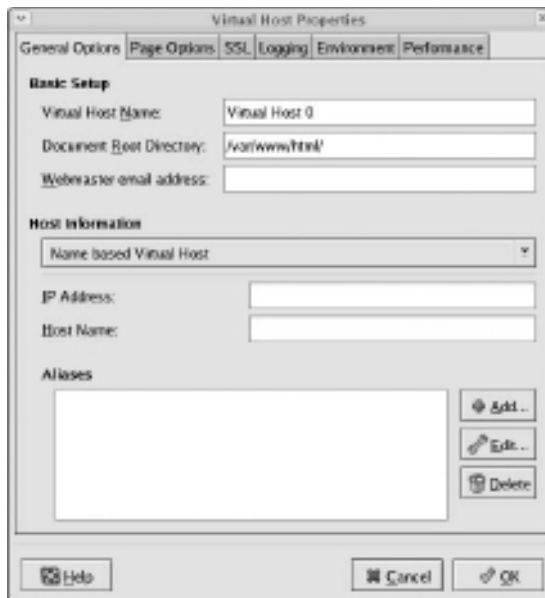 Virtual Host Properties
General Options Page Options SSL Logging Environment Performance
Basic Setup
Virtual Host Name: Virtual Host 0
Document Root Directory: /var/www/html/
Webmaster email address:
Host Information
Name based Virtual Host
IP Address:
Host Name:
Aliases
Add...
Edit...
Delete
Help Cancel OK